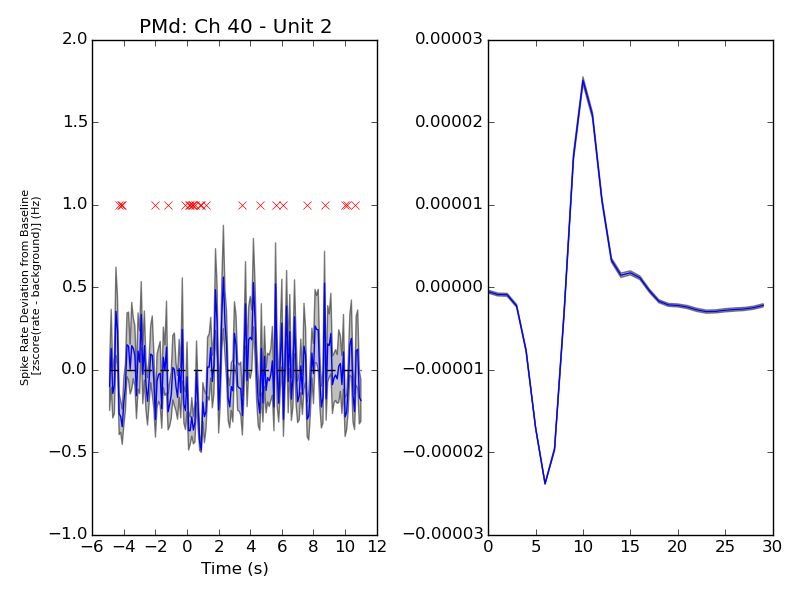 PMd: Ch 40 - Unit 2
Spike Rate Deviation from Baseline
[zscore(rate - background)] (Hz)
2.0
1.5
1.0
0.5
0.0
−0.5
−1.0
−6 −4 −2 0 2 4 6 8 10 12
Time (s)
0.00003
0.00002
0.00001
0.00000
−0.00001
−0.00002
−0.00003
0 5 10 15 20 25 30